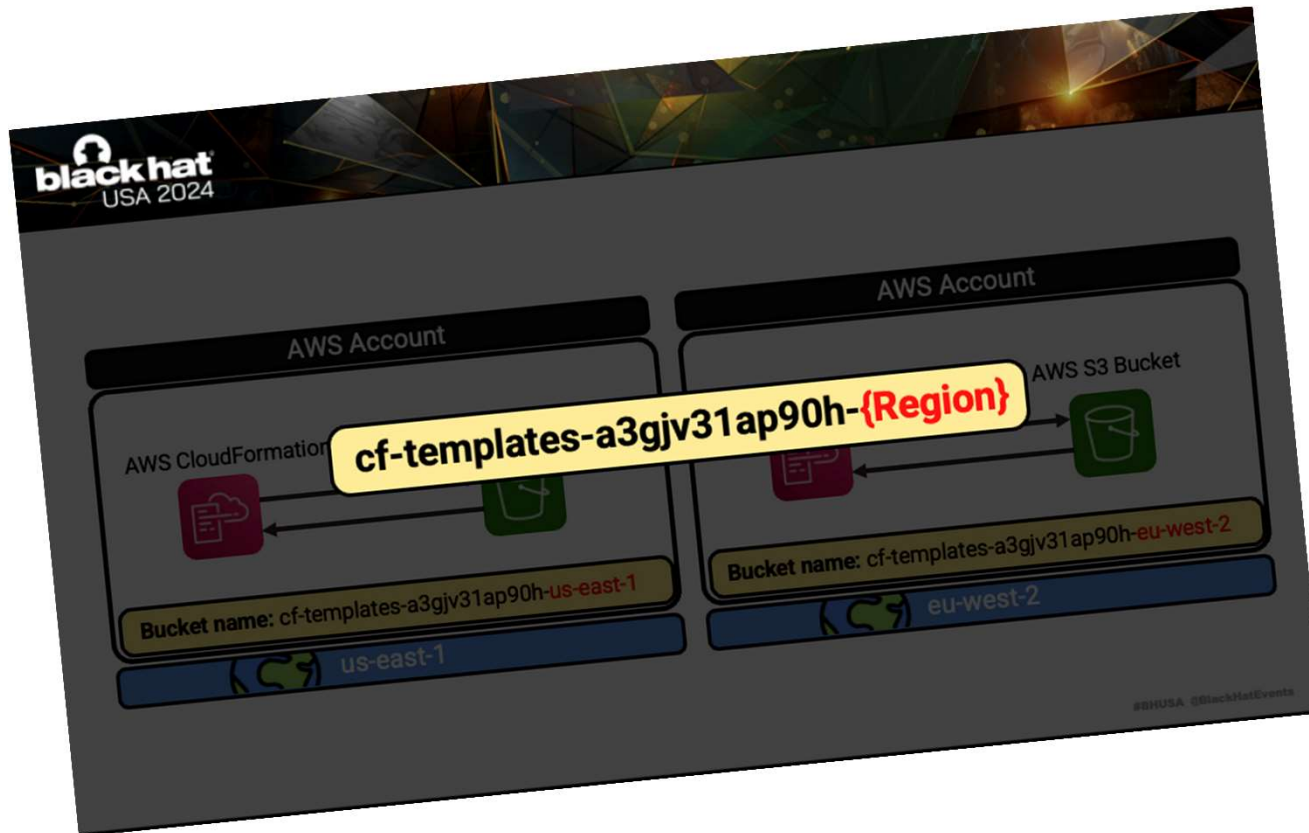 black hat
USA 2024
AWS Account
AWS Account
AWS CloudFormation
AWS S3 Bucket
cf-templates-a3gjv31ap90h-{Region}
Bucket name: cf-templates-a3gjv31ap90h-us-east-1
Bucket name: cf-templates-a3gjv31ap90h-eu-west-2
us-east-1
eu-west-2
#BHUSA @BlackHatEvents